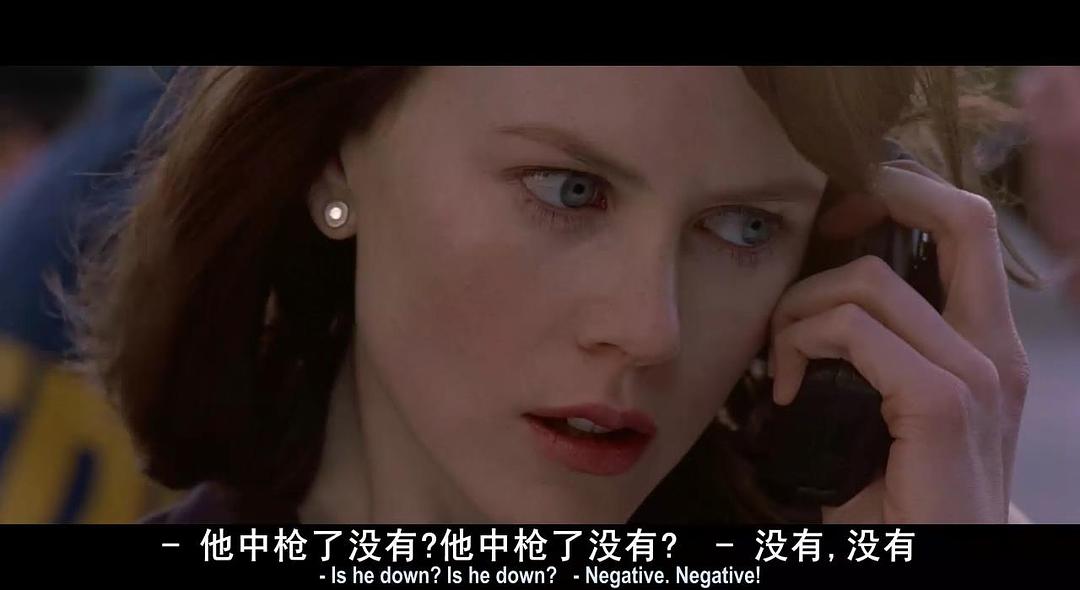 - 他中枪了没有?他中枪了没有? - 没有,没有
- Is he down? Is he down? - Negative. Negative!